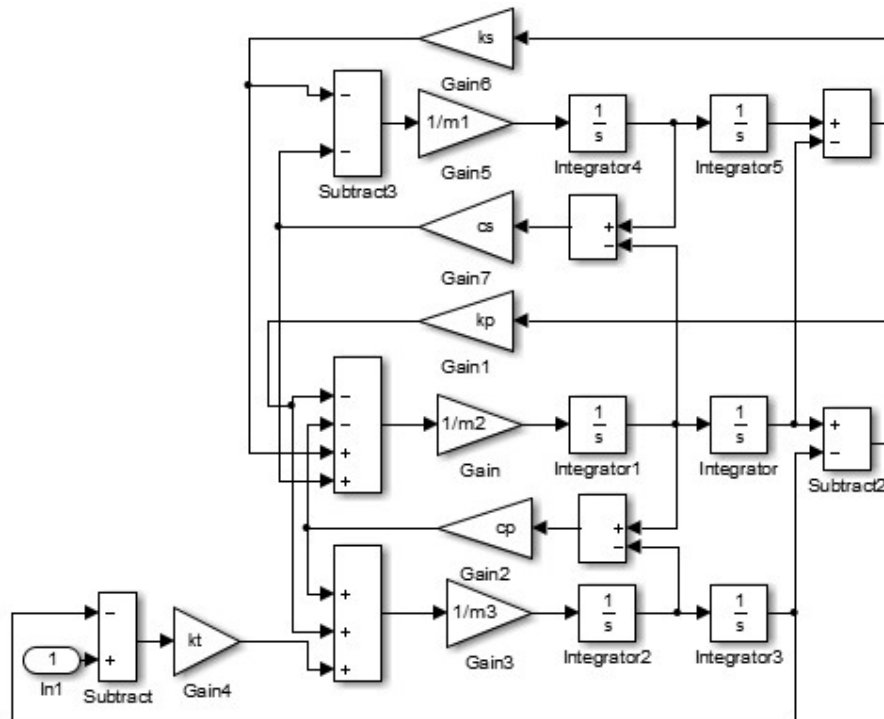 ks
Gain6
−
−
Subtract3
1/m1
Gain5
1
s
Integrator4
1
s
Integrator5
+
−
cs
Gain7
+
−
kp
Gain1
−
−
+
+
1/m2
Gain
1
s
Integrator1
1
s
Integrator
+
−
Subtract2
cp
Gain2
+
−
+
+
+
1/m3
Gain3
1
s
Integrator2
1
s
Integrator3
−
+
Subtract
1
In1
kt
Gain4